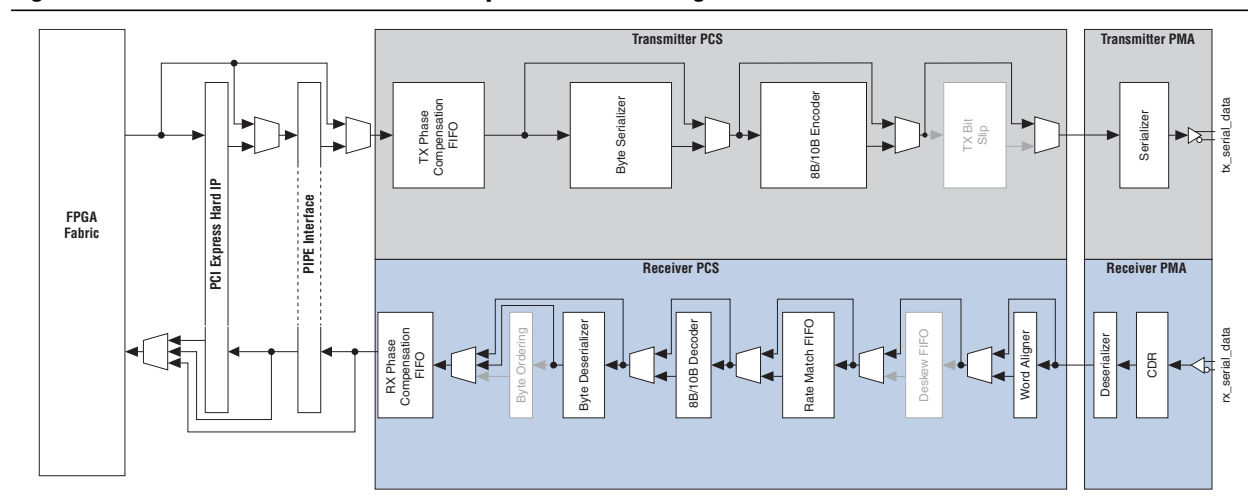 Transmitter PCS
Transmitter PMA
FPGA
Fabric
PCI Express Hard IP
PIPE Interface
TX Phase
Compensation
FIFO
Byte Serializer
8B/10B Encoder
TX Bit
Slip
Serializer
tx_serial_data
Receiver PCS
Receiver PMA
RX Phase
Compensation
FIFO
Byte Ordering
Byte Deserializer
8B/10B Decoder
Rate Match FIFO
Deskew FIFO
Word Aligner
Deserializer
CDR
rx_serial_data